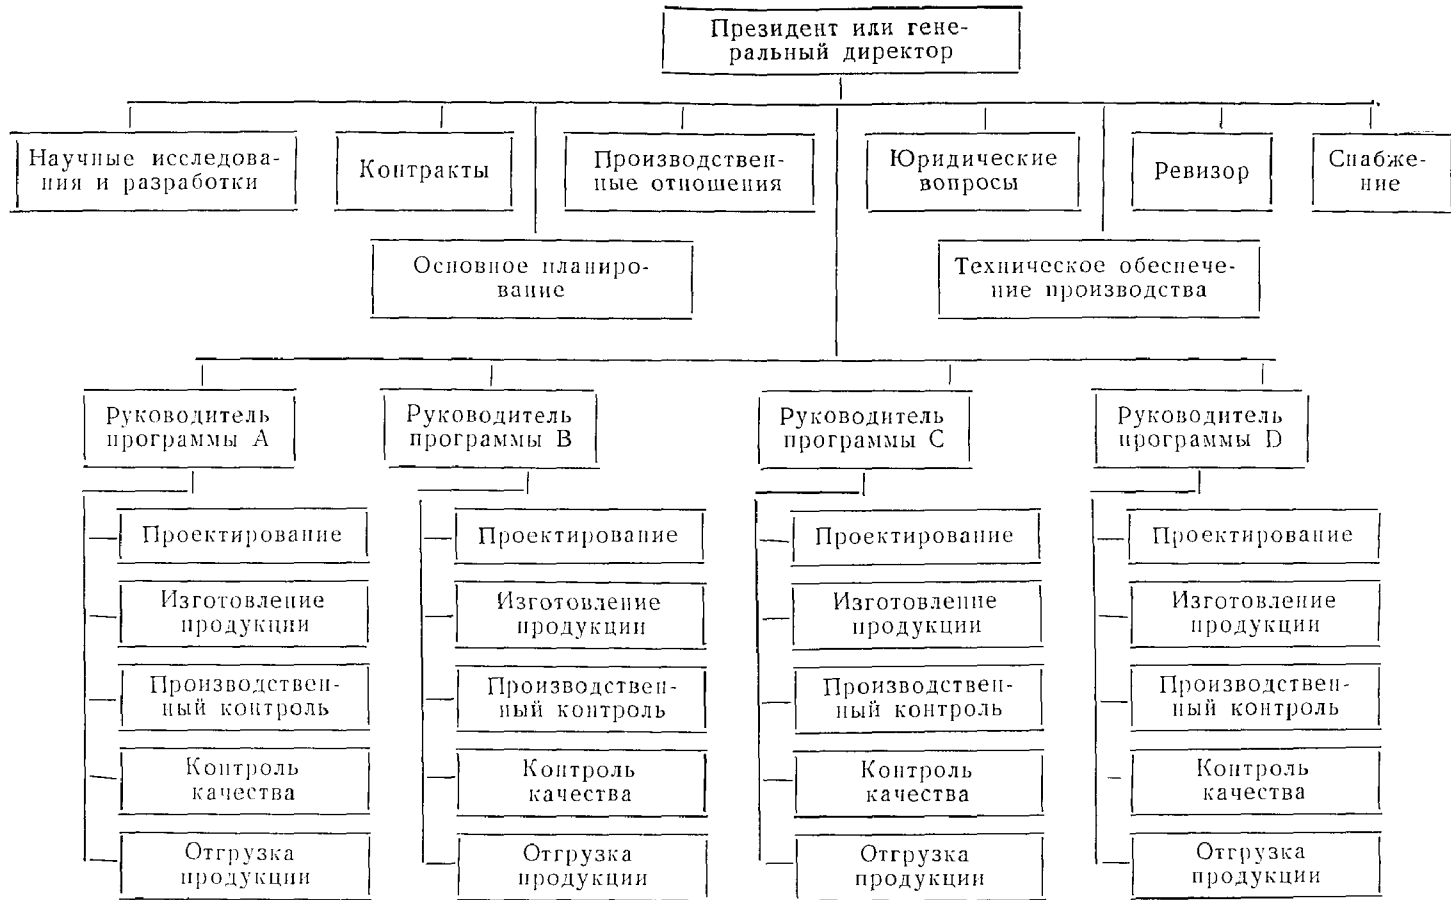 Президент или гене-
ральный директор
Научные исследова-
ния и разработки
Контракты
Производствен-
ные отношения
Юридические
вопросы
Ревизор
Снабже-
ние
Основное планиро-
вание
Техническое обеспече-
ние производства
Руководитель
программы A
Руководитель
программы B
Руководитель
программы C
Руководитель
программы D
Проектирование
Проектирование
Проектирование
Проектирование
Изготовление
продукции
Изготовление
продукции
Изготовление
продукции
Изготовление
продукции
Производствен-
ный контроль
Производствен-
ный контроль
Производствен-
ный контроль
Производствен-
ный контроль
Контроль
качества
Контроль
качества
Контроль
качества
Контроль
качества
Отгрузка
продукции
Отгрузка
продукции
Отгрузка
продукции
Отгрузка
продукции